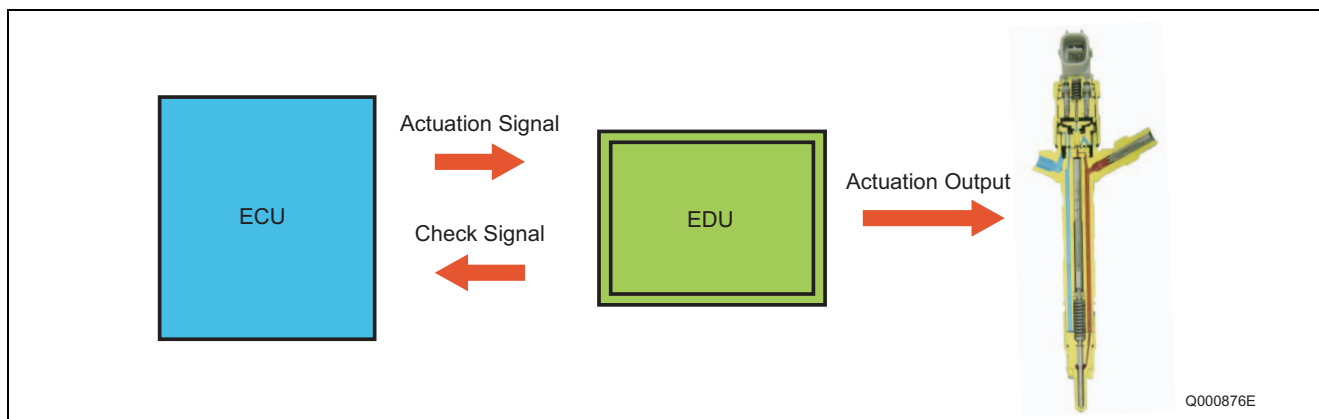 ECU
Actuation Signal
Check Signal
EDU
Actuation Output
Q000876E